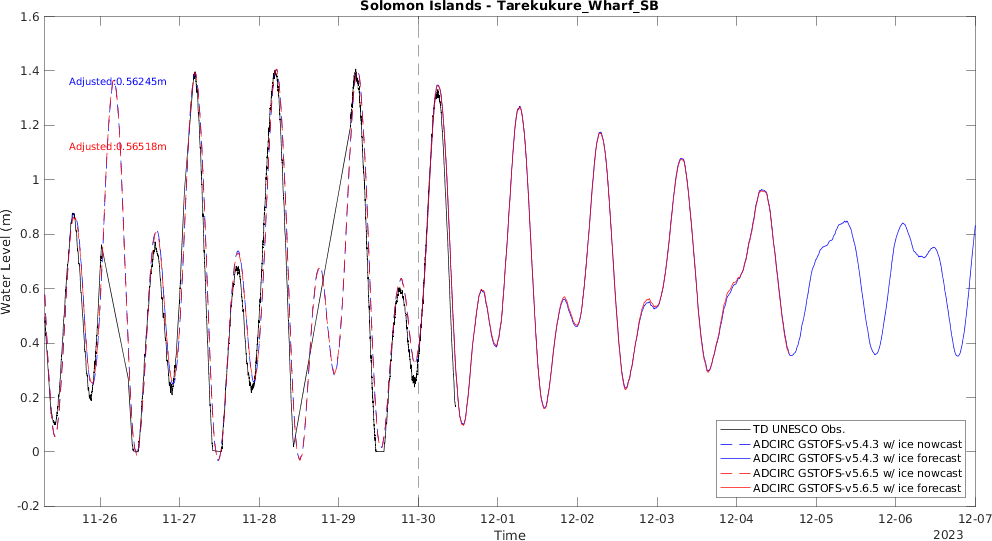 Solomon Islands - Tarekukure_Wharf_SB
1.6
1.4
1.2
1
0.8
0.6
0.4
0.2
0
-0.2
Water Level (m)
Adjusted:0.56245m
Adjusted:0.56518m
TD UNESCO Obs.
ADCIRC GSTOFS-v5.4.3 w/ ice nowcast
ADCIRC GSTOFS-v5.4.3 w/ ice forecast
ADCIRC GSTOFS-v5.6.5 w/ ice nowcast
ADCIRC GSTOFS-v5.6.5 w/ ice forecast
11-26 11-27 11-28 11-29 11-30 12-01 12-02 12-03 12-04 12-05 12-06 12-07
Time
2023